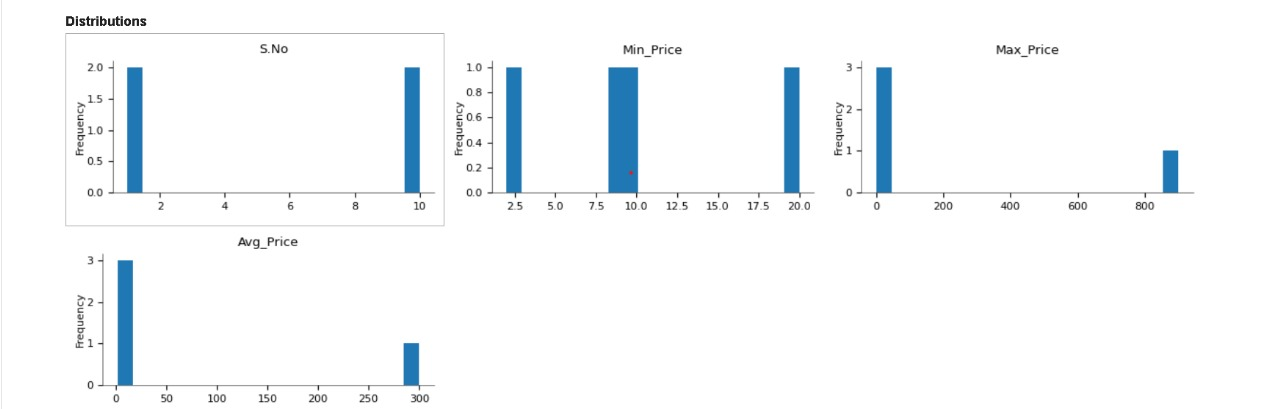 Distributions
S.No
Frequency
2.0
1.5
1.0
0.5
0.0
2 4 6 8 10
Min_Price
Frequency
1.0
0.8
0.6
0.4
0.2
0.0
2.5 5.0 7.5 10.0 12.5 15.0 17.5 20.0
Max_Price
Frequency
3
2
1
0
0 200 400 600 800
Avg_Price
Frequency
3
2
1
0
0 50 100 150 200 250 300